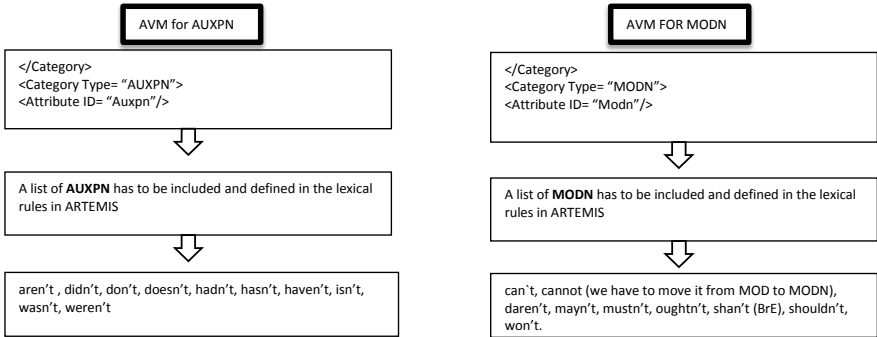 AVM for AUXPN
</Category>
<Category Type= “AUXPN”>
<Attribute ID= “Auxpn”/>
A list of AUXPN has to be included and defined in the lexical
rules in ARTEMIS
aren’t , didn’t, don’t, doesn’t, hadn’t, hasn’t, haven’t, isn’t,
wasn’t, weren’t
AVM FOR MODN
</Category>
<Category Type= “MODN”>
<Attribute ID= “Modn”/>
A list of MODN has to be included and defined in the lexical
rules in ARTEMIS
can`t, cannot (we have to move it from MOD to MODN),
daren’t, mayn’t, mustn’t, oughtn’t, shan’t (BrE), shouldn’t,
won’t.